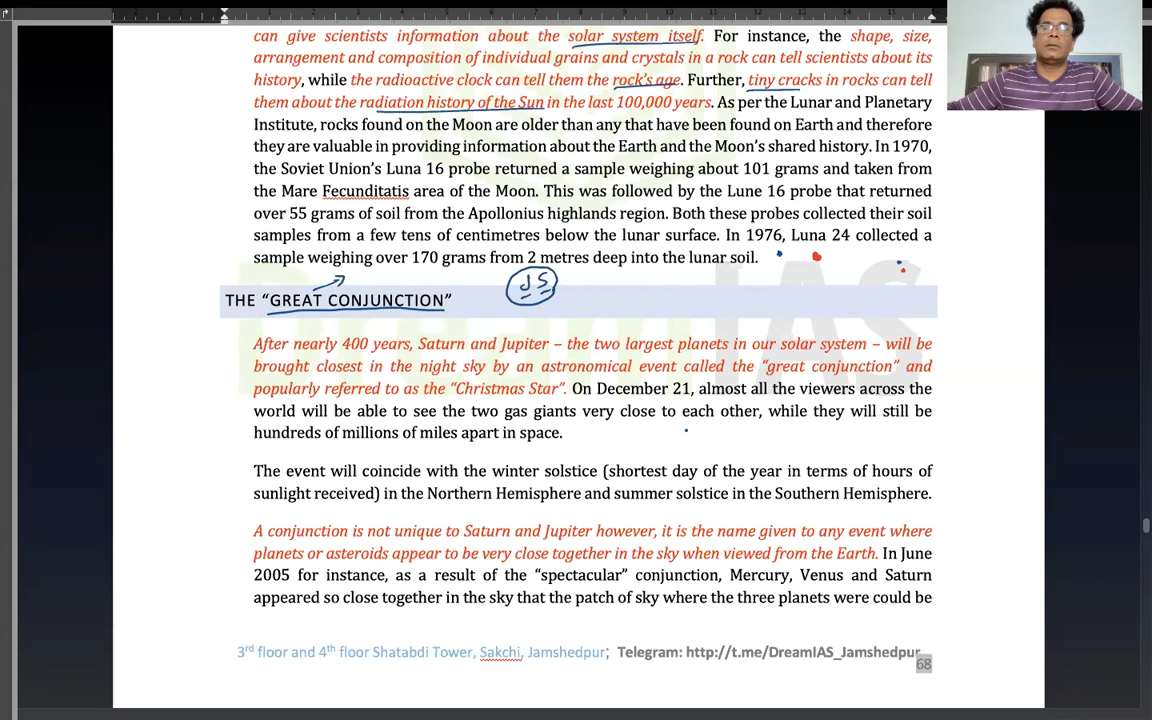 can give scientists information about the solar system itself. For instance, the shape, size,
arrangement and composition of individual grains and crystals in a rock can tell scientists about its
history, while the radioactive clock can tell them the rock's age. Further, tiny cracks in rocks can tell
them about the radiation history of the Sun in the last 100,000 years. As per the Lunar and Planetary
Institute, rocks found on the Moon are older than any that have been found on Earth and therefore
they are valuable in providing information about the Earth and the Moon's shared history. In 1970,
the Soviet Union's Luna 16 probe returned a sample weighing about 101 grams and taken from
the Mare Fecunditatis area of the Moon. This was followed by the Lune 16 probe that returned
over 55 grams of soil from the Apollonius highlands region. Both these probes collected their soil
samples from a few tens of centimetres below the lunar surface. In 1976, Luna 24 collected a
sample weighing over 170 grams from 2 metres deep into the lunar soil.
J S
THE "GREAT CONJUNCTION"
After nearly 400 years, Saturn and Jupiter – the two largest planets in our solar system – will be
brought closest in the night sky by an astronomical event called the "great conjunction" and
popularly referred to as the "Christmas Star". On December 21, almost all the viewers across the
world will be able to see the two gas giants very close to each other, while they will still be
hundreds of millions of miles apart in space.
The event will coincide with the winter solstice (shortest day of the year in terms of hours of
sunlight received) in the Northern Hemisphere and summer solstice in the Southern Hemisphere.
A conjunction is not unique to Saturn and Jupiter however, it is the name given to any event where
planets or asteroids appear to be very close together in the sky when viewed from the Earth. In June
2005 for instance, as a result of the "spectacular" conjunction, Mercury, Venus and Saturn
appeared so close together in the sky that the patch of sky where the three planets were could be
3rd floor and 4th floor Shatabdi Tower, Sakchi, Jamshedpur; Telegram: http://t.me/DreamIAS_Jamshedpur
68